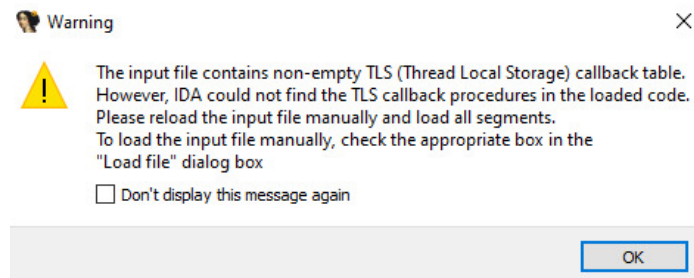 Warning
The input file contains non-empty TLS (Thread Local Storage) callback table.
However, IDA could not find the TLS callback procedures in the loaded code.
Please reload the input file manually and load all segments.
To load the input file manually, check the appropriate box in the
"Load file" dialog box
Don't display this message again
OK